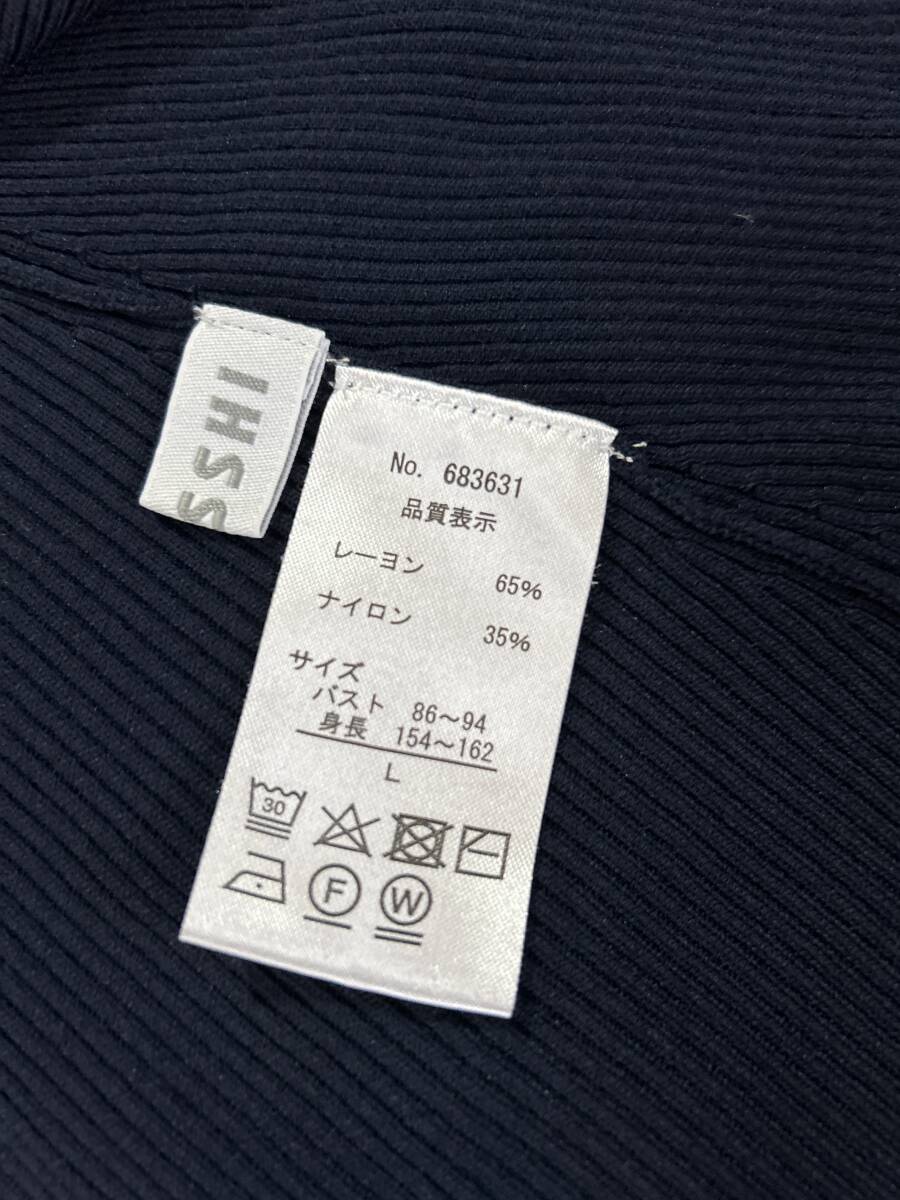 IHSS
No. 683631
品質表示
レーヨン 65%
ナイロン 35%
サイズ
バスト 86～94
身長 154～162
L
30
F W